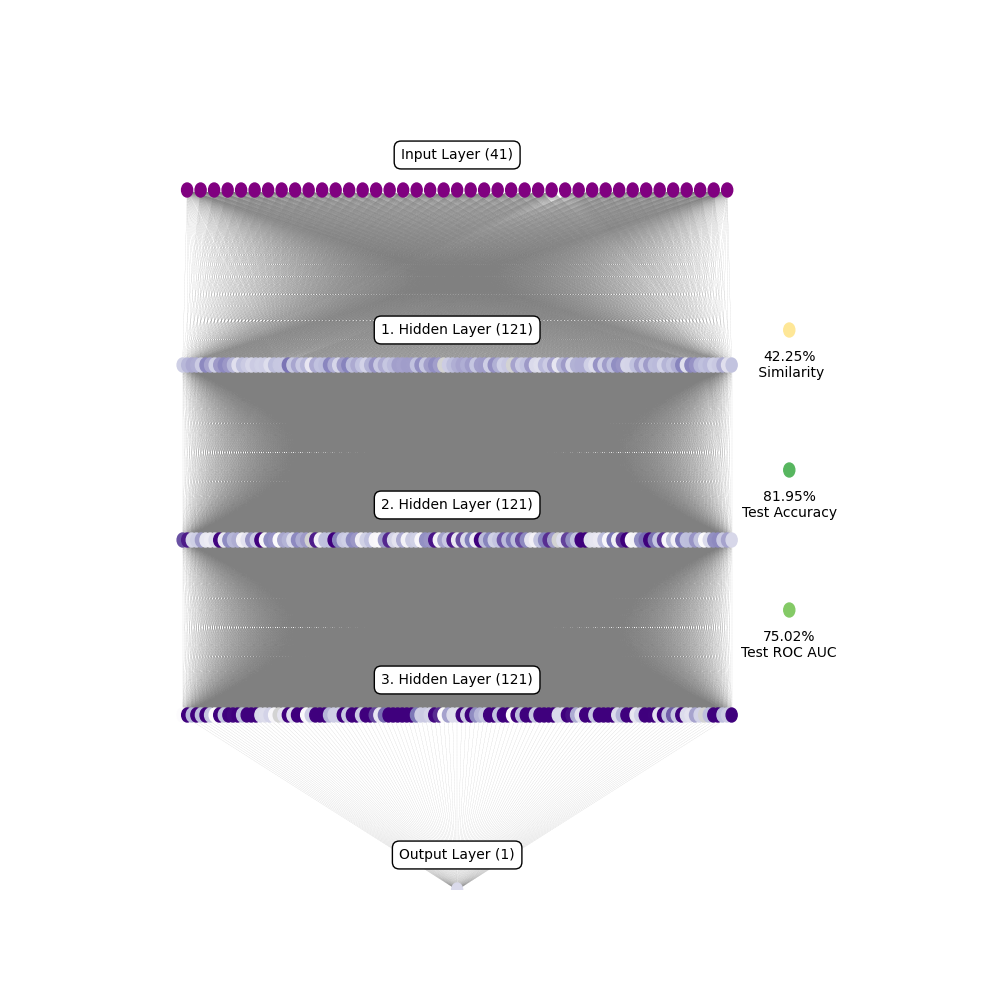 Input Layer (41)
1. Hidden Layer (121)
42.25%
Similarity
81.95%
Test Accuracy
2. Hidden Layer (121)
75.02%
Test ROC AUC
3. Hidden Layer (121)
Output Layer (1)